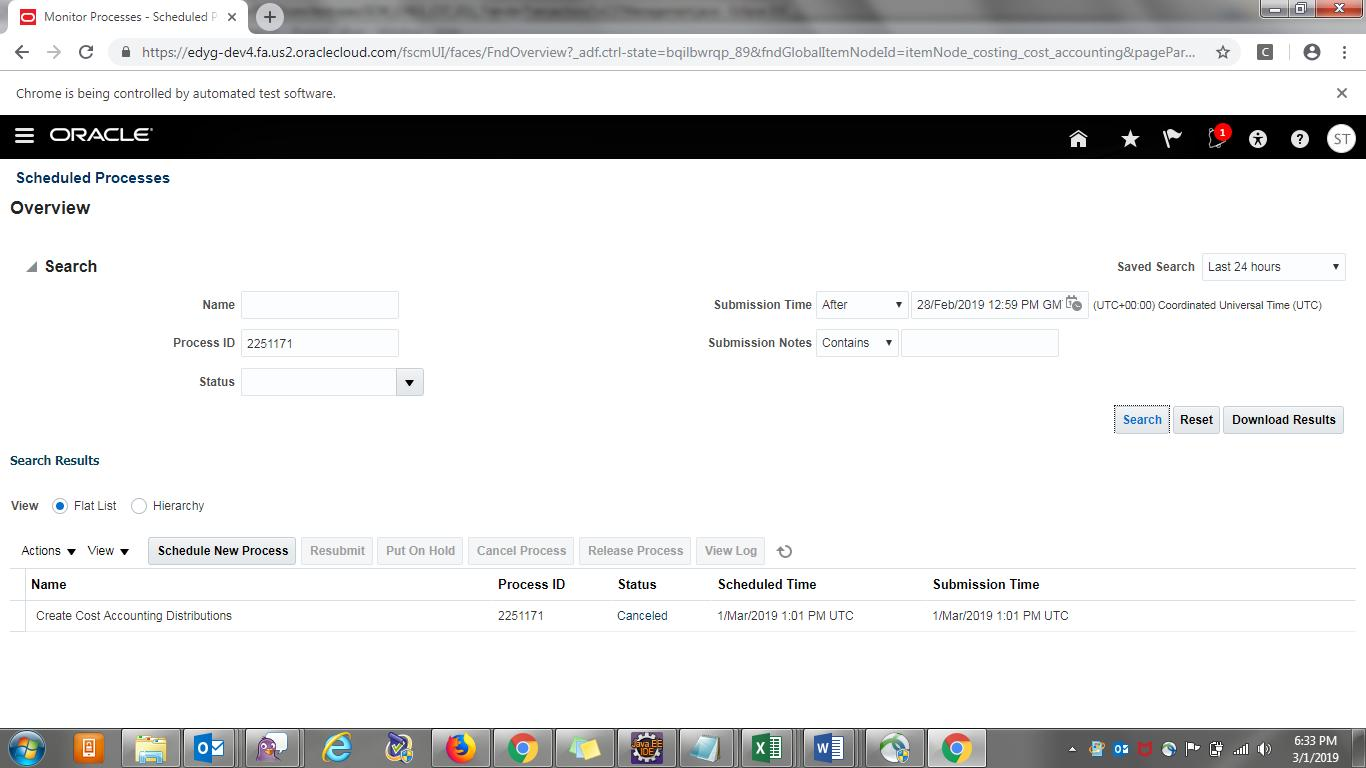 Monitor Processes - Scheduled P
https://edyg-dev4.fa.us2.oraclecloud.com/fscmUI/faces/FndOverview?_adf.ctrl-state=bqilbwrqp_89&fndGlobalItemNodeId=itemNode_costing_cost_accounting&pagePar...
C
Chrome is being controlled by automated test software.
ORACLE
1
ST
Scheduled Processes
Overview
Search
Saved Search Last 24 hours
Name
Submission Time After 28/Feb/2019 12:59 PM GM (UTC+00:00) Coordinated Universal Time (UTC)
Process ID 2251171
Submission Notes Contains
Status
Search Reset Download Results
Search Results
View Flat List Hierarchy
Actions View Schedule New Process Resubmit Put On Hold Cancel Process Release Process View Log
Name Process ID Status Scheduled Time Submission Time
Create Cost Accounting Distributions 2251171 Canceled 1/Mar/2019 1:01 PM UTC 1/Mar/2019 1:01 PM UTC
Java EE
IDE
6:33 PM
3/1/2019